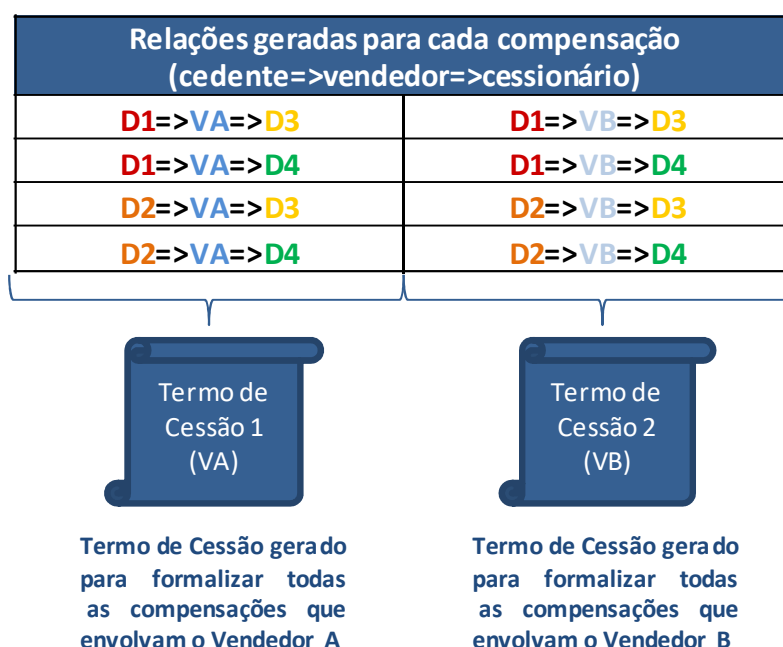 Relações geradas para cada compensação
(cedente=>vendedor=>cessionário)
D1=>VA=>D3 D1=>VB=>D3
D1=>VA=>D4 D1=>VB=>D4
D2=>VA=>D3 D2=>VB=>D3
D2=>VA=>D4 D2=>VB=>D4
Termo de
Cessão 1
(VA)
Termo de
Cessão 2
(VB)
Termo de Cessão gerado
para formalizar todas
as compensações que
envolvam o Vendedor A
Termo de Cessão gerado
para formalizar todas
as compensações que
envolvam o Vendedor B